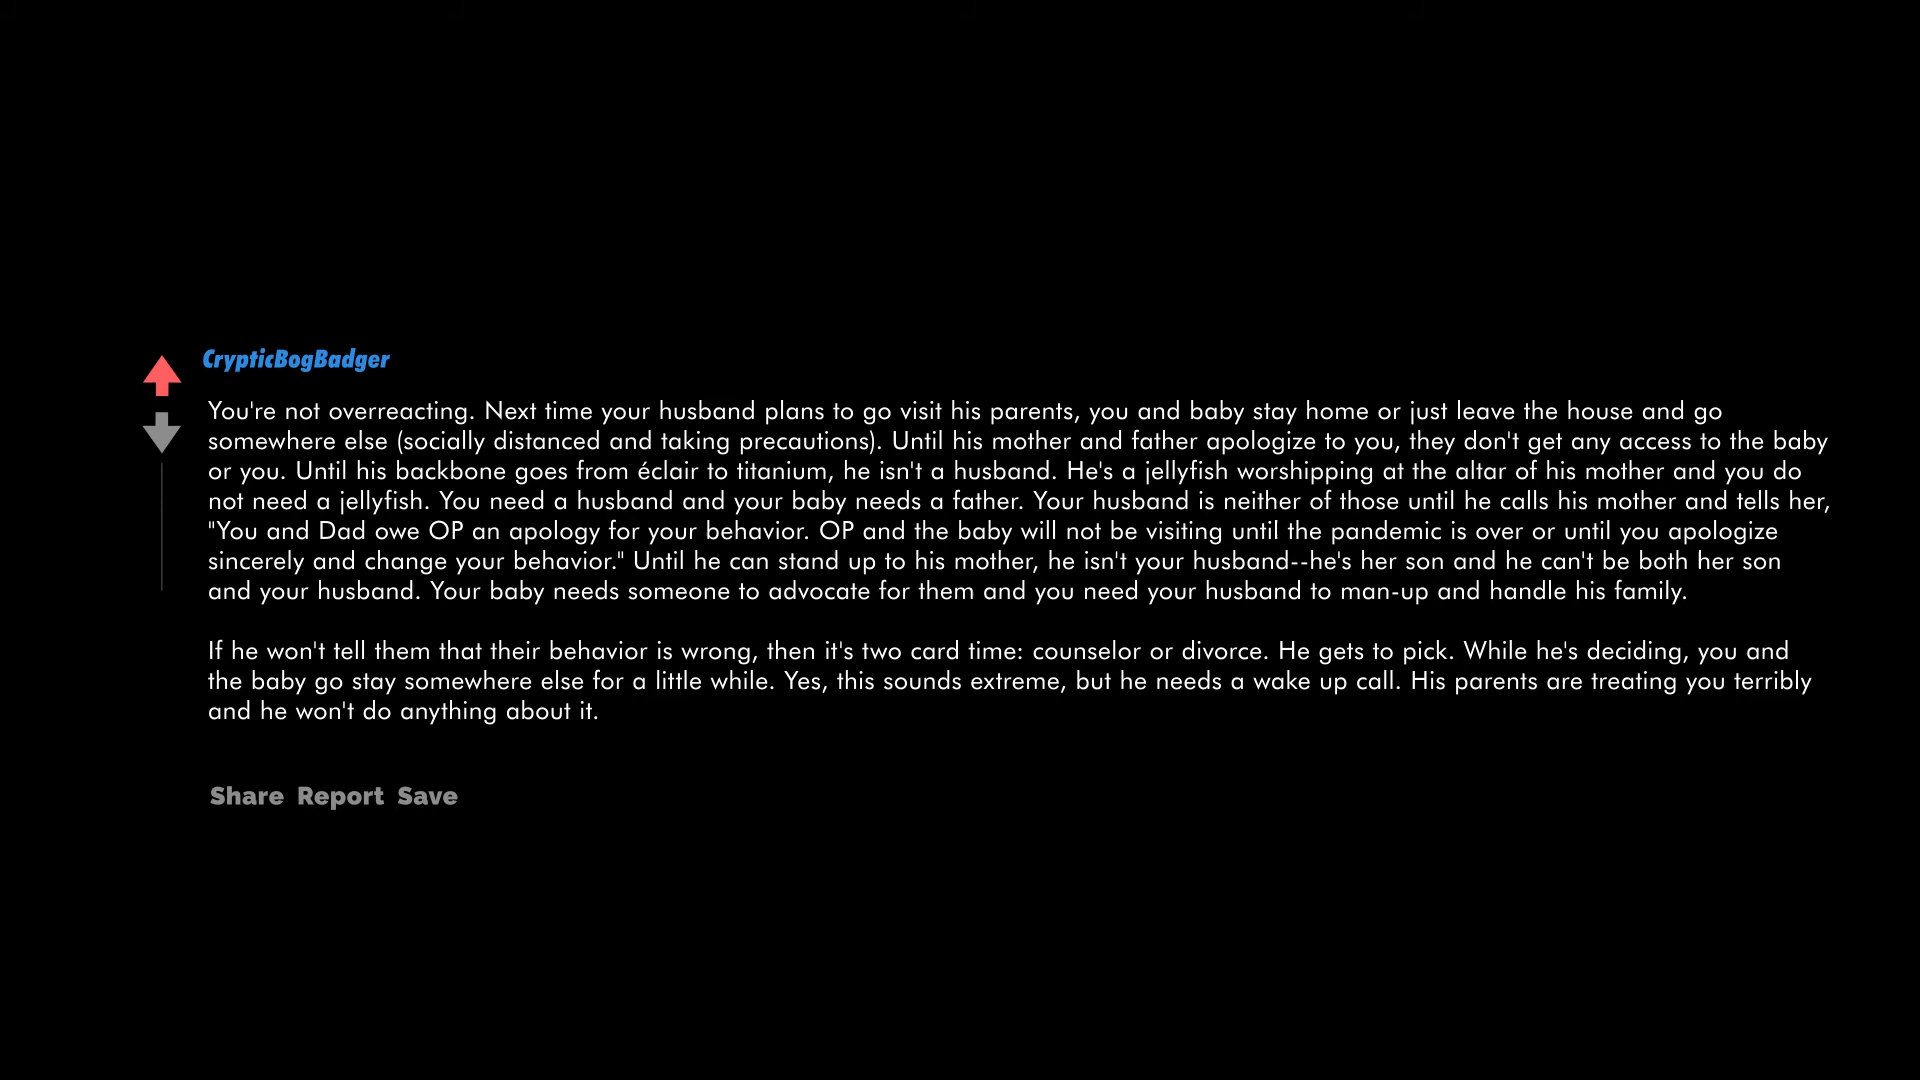 CrypticBogBadger
You're not overreacting. Next time your husband plans to go visit his parents, you and baby stay home or just leave the house and go
somewhere else (socially distanced and taking precautions). Until his mother and father apologize to you, they don't get any access to the baby
or you. Until his backbone goes from éclair to titanium, he isn't a husband. He's a jellyfish worshipping at the altar of his mother and you do
not need a jellyfish. You need a husband and your baby needs a father. Your husband is neither of those until he calls his mother and tells her,
"You and Dad owe OP an apology for your behavior. OP and the baby will not be visiting until the pandemic is over or until you apologize
sincerely and change your behavior." Until he can stand up to his mother, he isn't your husband--he's her son and he can't be both her son
and your husband. Your baby needs someone to advocate for them and you need your husband to man-up and handle his family.
If he won't tell them that their behavior is wrong, then it's two card time: counselor or divorce. He gets to pick. While he's deciding, you and
the baby go stay somewhere else for a little while. Yes, this sounds extreme, but he needs a wake up call. His parents are treating you terribly
and he won't do anything about it.
Share Report Save